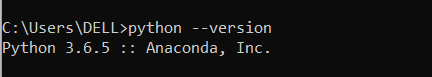 C:\Users\DELL>python --version
Python 3.6.5 :: Anaconda, Inc.